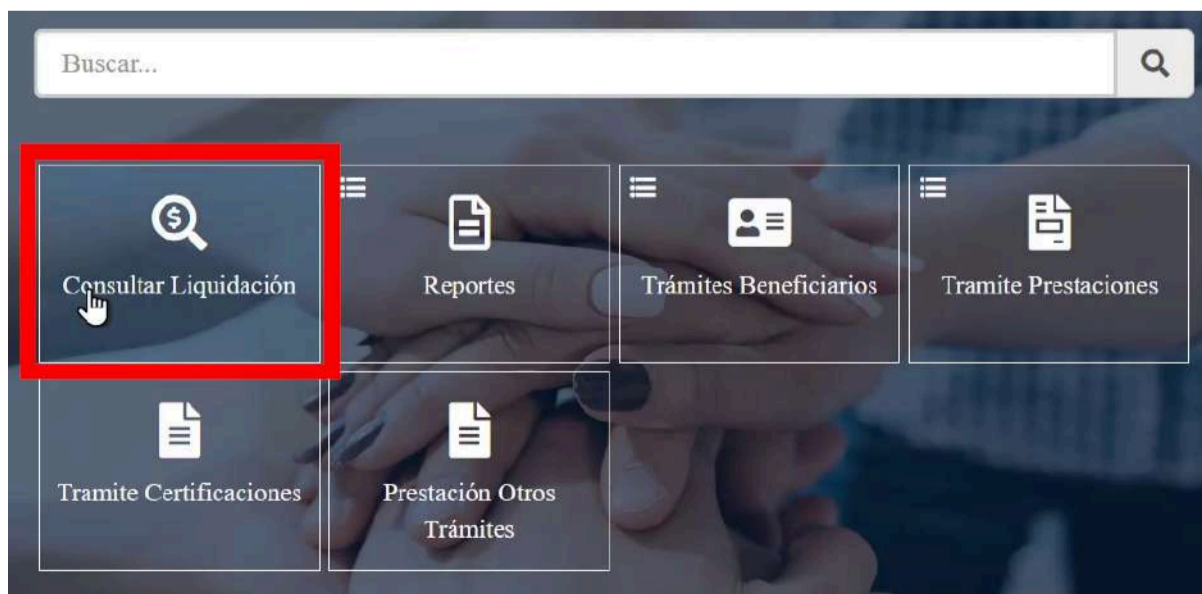 Buscar...
Consultar Liquidación
Reportes
Trámites Beneficiarios
Tramite Prestaciones
Tramite Certificaciones
Prestación Otros
Trámites